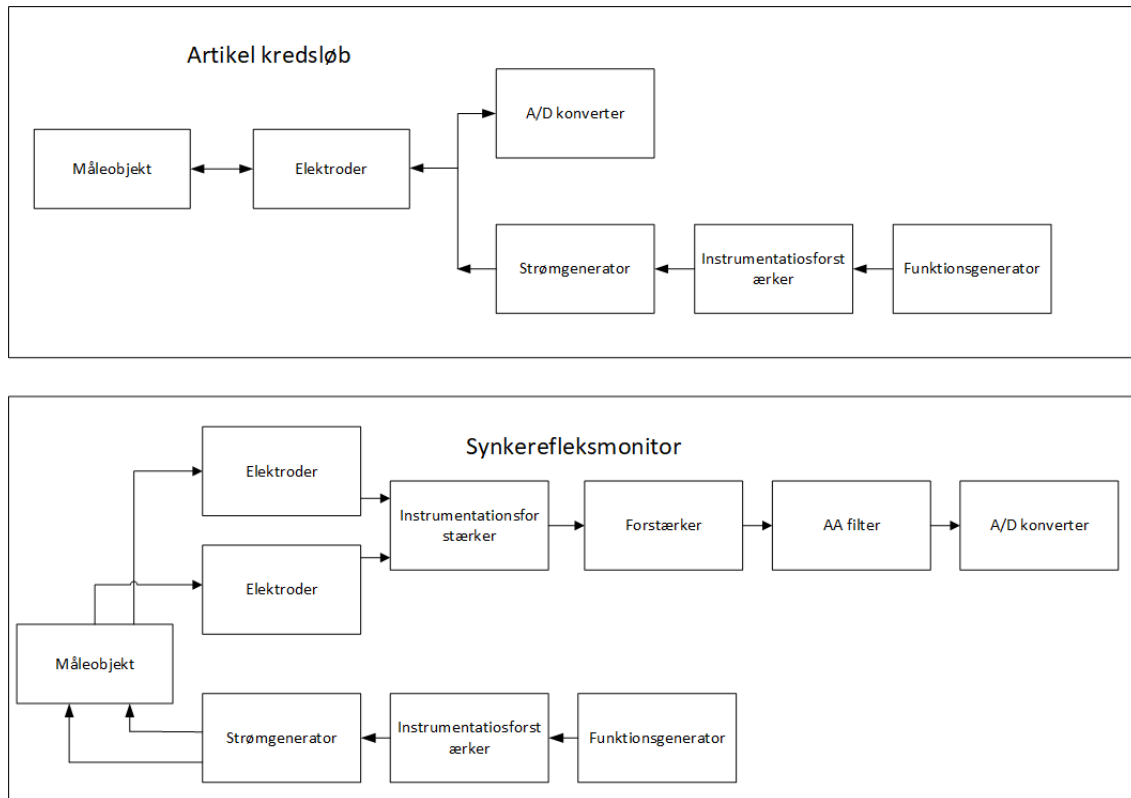 Artikel kredsløb
A/D konverter
Måleobjekt
Elektroder
Strømgenerator
Instrumentatiosforst
ærker
Funktionsgenerator
Synkerefleksmonitor
Elektroder
Instrumentationsfor
stærker
Forstærker
AA filter
A/D konverter
Elektroder
Måleobjekt
Strømgenerator
Instrumentatiosforst
ærker
Funktionsgenerator